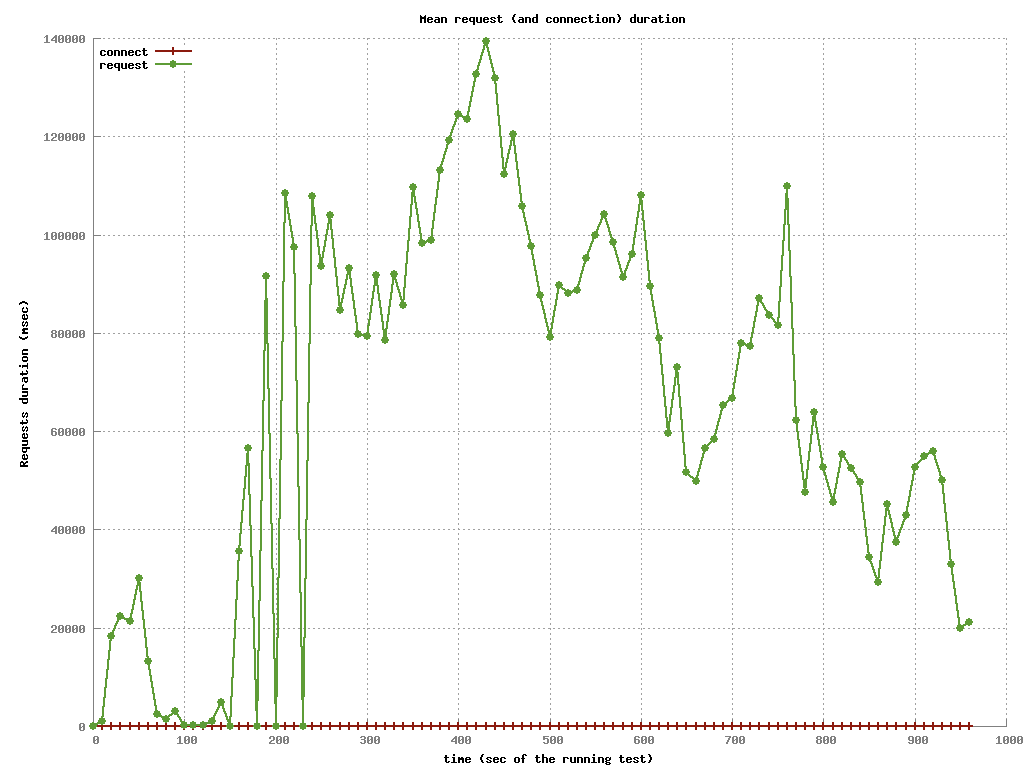 Mean request (and connection) duration
connect
request
140000
120000
100000
80000
60000
40000
20000
0
Requests duration (msec)
0 100 200 300 400 500 600 700 800 900 1000
time (sec of the running test)